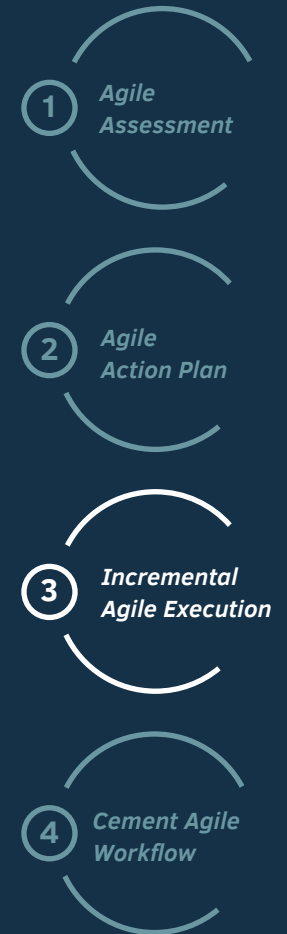 1
Agile
Assessment
2
Agile
Action Plan
3
Incremental
Agile Execution
4
Cement Agile
Workflow